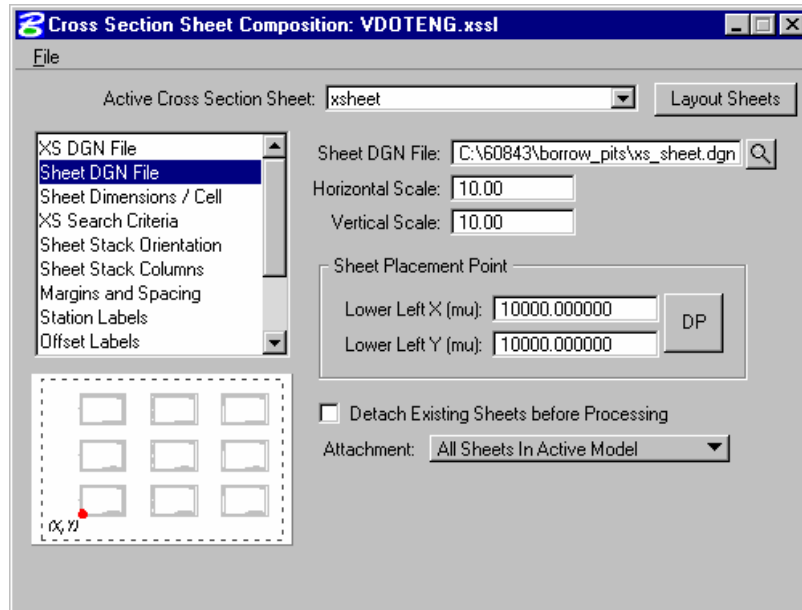 Cross Section Sheet Composition: VDOTENG.xssl
File
Active Cross Section Sheet: xsheet Layout Sheets
XS DGN File
Sheet DGN File
Sheet Dimensions / Cell
XS Search Criteria
Sheet Stack Orientation
Sheet Stack Columns
Margins and Spacing
Station Labels
Offset Labels
Sheet DGN File: C:\60843\borrow_pits\xs_sheet.dgn
Horizontal Scale: 10.00
Vertical Scale: 10.00
Sheet Placement Point
Lower Left X (mu): 10000.000000
Lower Left Y (mu): 10000.000000
DP
Detach Existing Sheets before Processing
Attachment: All Sheets In Active Model
(x, y)